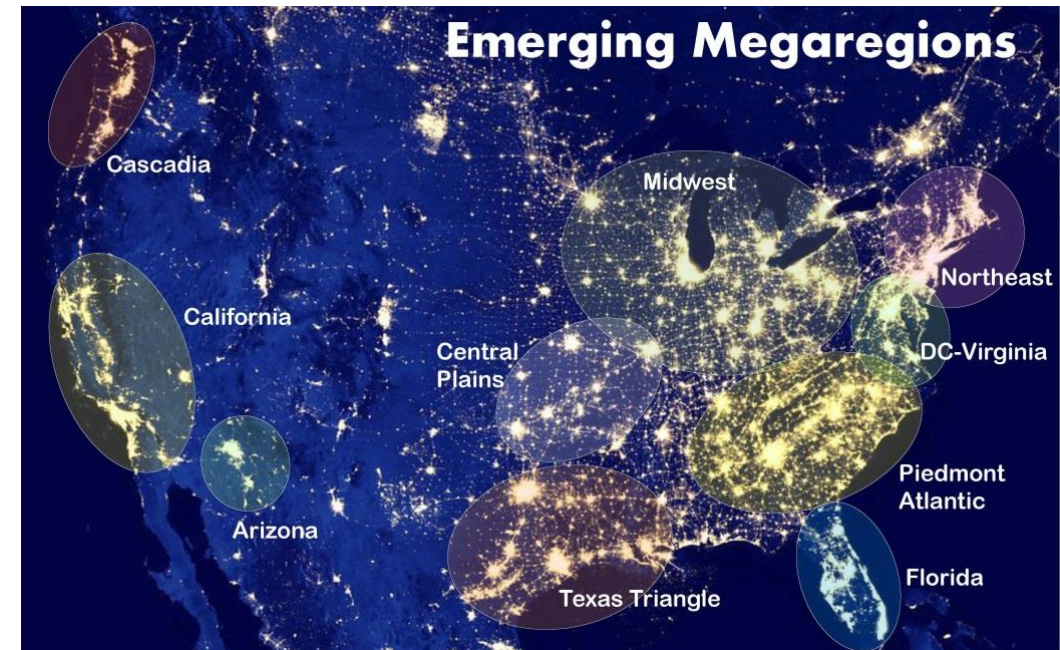 Emerging Megaregions
Cascadia
Midwest
Northeast
California
DC-Virginia
Central
Plains
Piedmont
Atlantic
Arizona
Florida
Texas Triangle